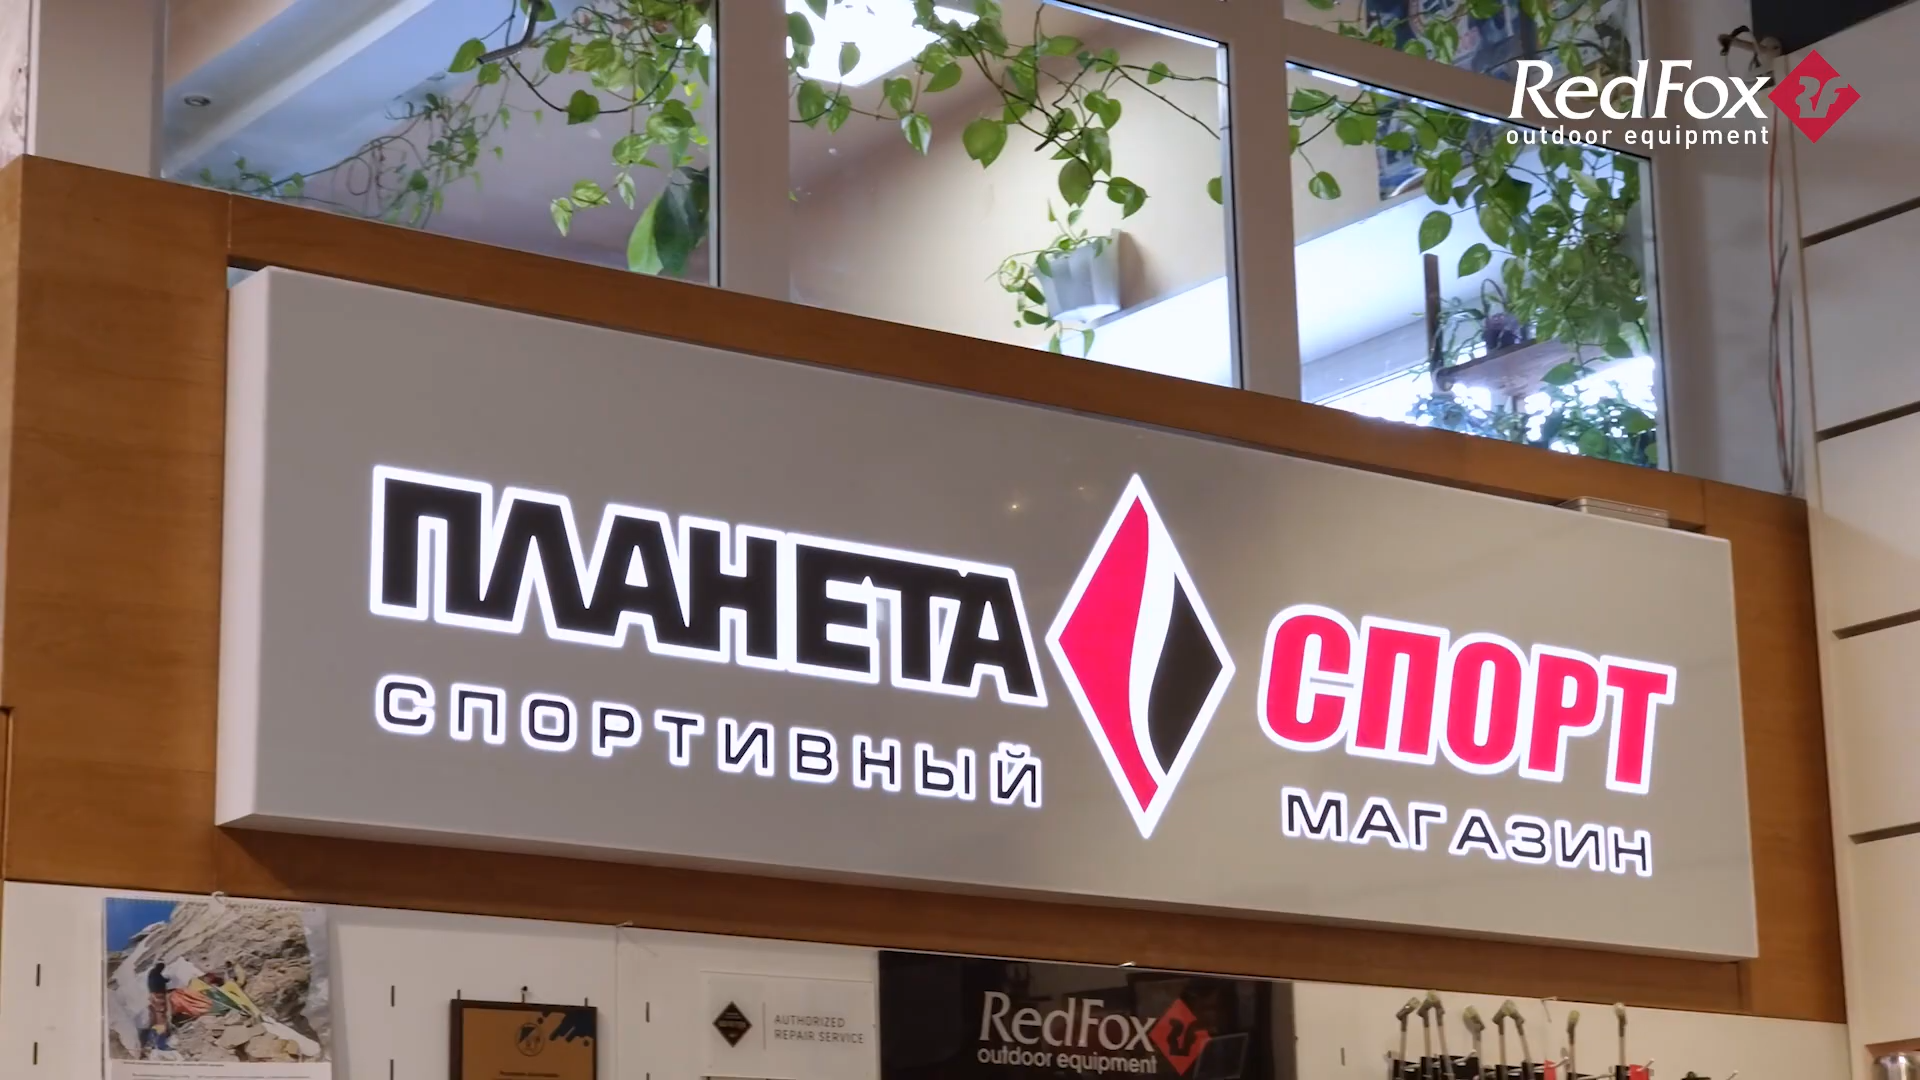 RedFox
outdoor equipment
ПЛАНЕТА СПОРТ
СПОРТИВНЫЙ МАГАЗИН
AUTHORIZED
REPAIR SERVICE
RedFox
outdoor equipment